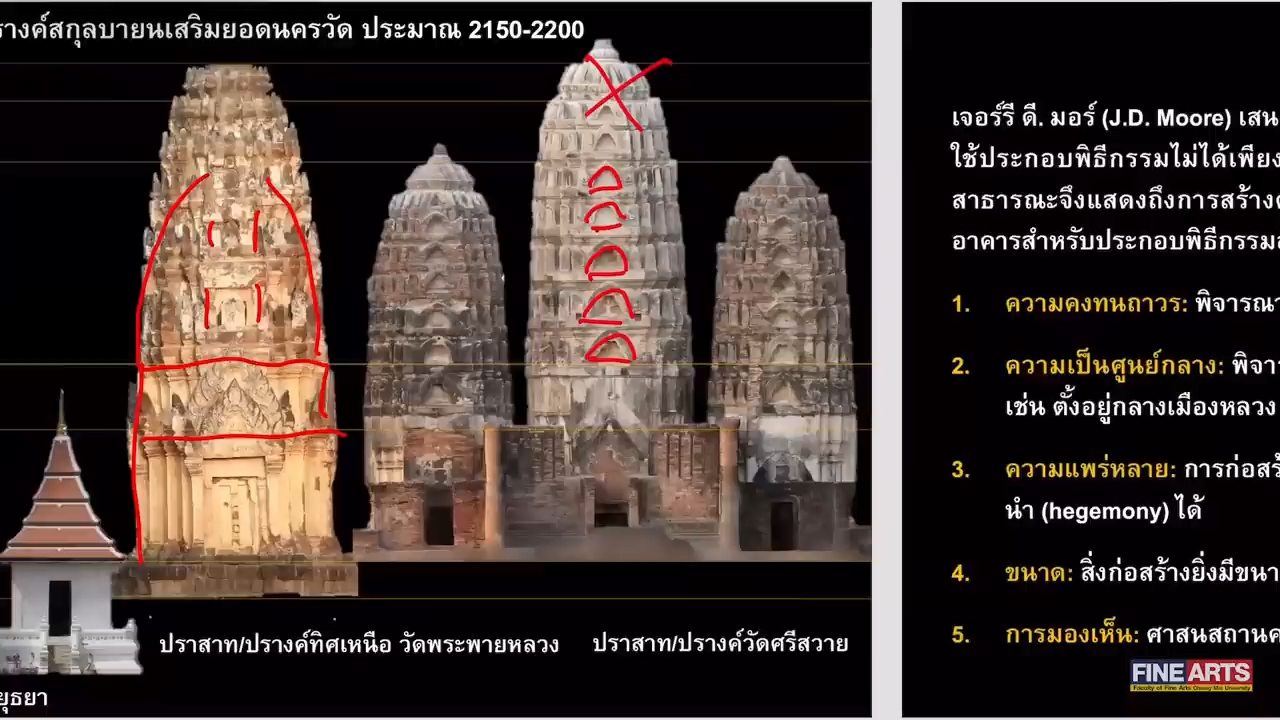 รางค์สกุลบายนเสริมยอดนครวัด ประมาณ 2150-2200
ปราสาท/ปรางค์ทิศเหนือ วัดพระพายหลวง
ปราสาท/ปรางค์วัดศรีสวาย
ยุธยา
เจอร์รี ดี. มอร์ (J.D. Moore) เสน
ใช้ประกอบพิธีกรรมไม่ได้เพียง
สาธารณะจึงแสดงถึงการสร้าง
อาคารสำหรับประกอบพิธีกรรม
1. ความคงทนถาวร: พิจารณา
2. ความเป็นศูนย์กลาง: พิจา
เช่น ตั้งอยู่กลางเมืองหลวง
3. ความแพร่หลาย: การก่อสร้
นำ (hegemony) ได้
4. ขนาด: สิ่งก่อสร้างยิ่งมีขนา
5. การมองเห็น: ศาสนสถานค
FINE ARTS
Faculty of Fine Arts Chiang Mai University